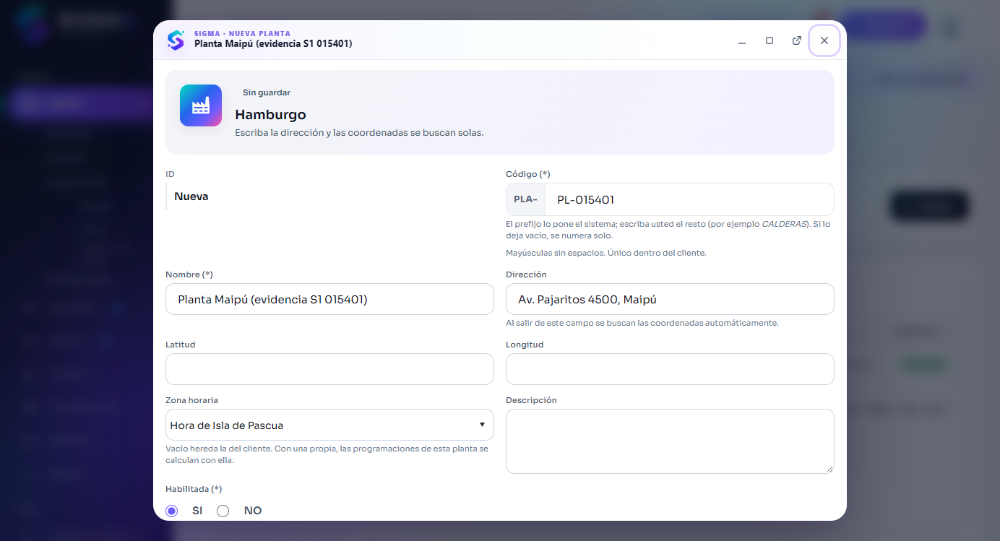 SIGMA · NUEVA PLANTA
Planta Maipú (evidencia S1 015401)
Sin guardar
Hamburgo
Escriba la dirección y las coordenadas se buscan solas.
ID
Nueva
Código (*)
PLA-
PL-015401
El prefijo lo pone el sistema; escriba usted el resto (por ejemplo CALDERAS). Si lo
deja vacío, se numera solo.
Mayúsculas sin espacios. Único dentro del cliente.
Nombre (*)
Planta Maipú (evidencia S1 015401)
Dirección
Av. Pajaritos 4500, Maipú
Al salir de este campo se buscan las coordenadas automáticamente.
Latitud
Longitud
Zona horaria
Hora de Isla de Pascua
Vacío hereda la del cliente. Con una propia, las programaciones de esta planta se
calculan con ella.
Descripción
Habilitada (*)
SI
NO